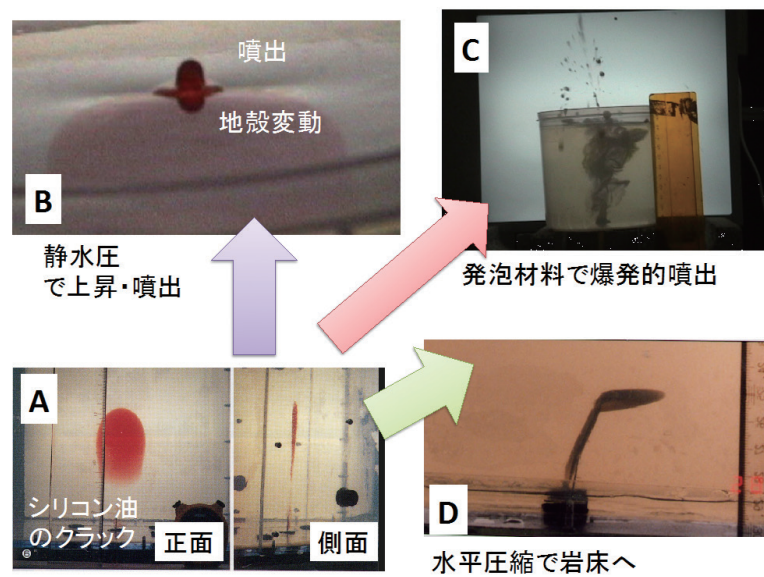 噴出
地殻変動
B
静水圧
で上昇・噴出
C
発泡材料で爆発的噴出
A
シリコン油
のクラック
正面
側面
D
水平圧縮で岩床へ